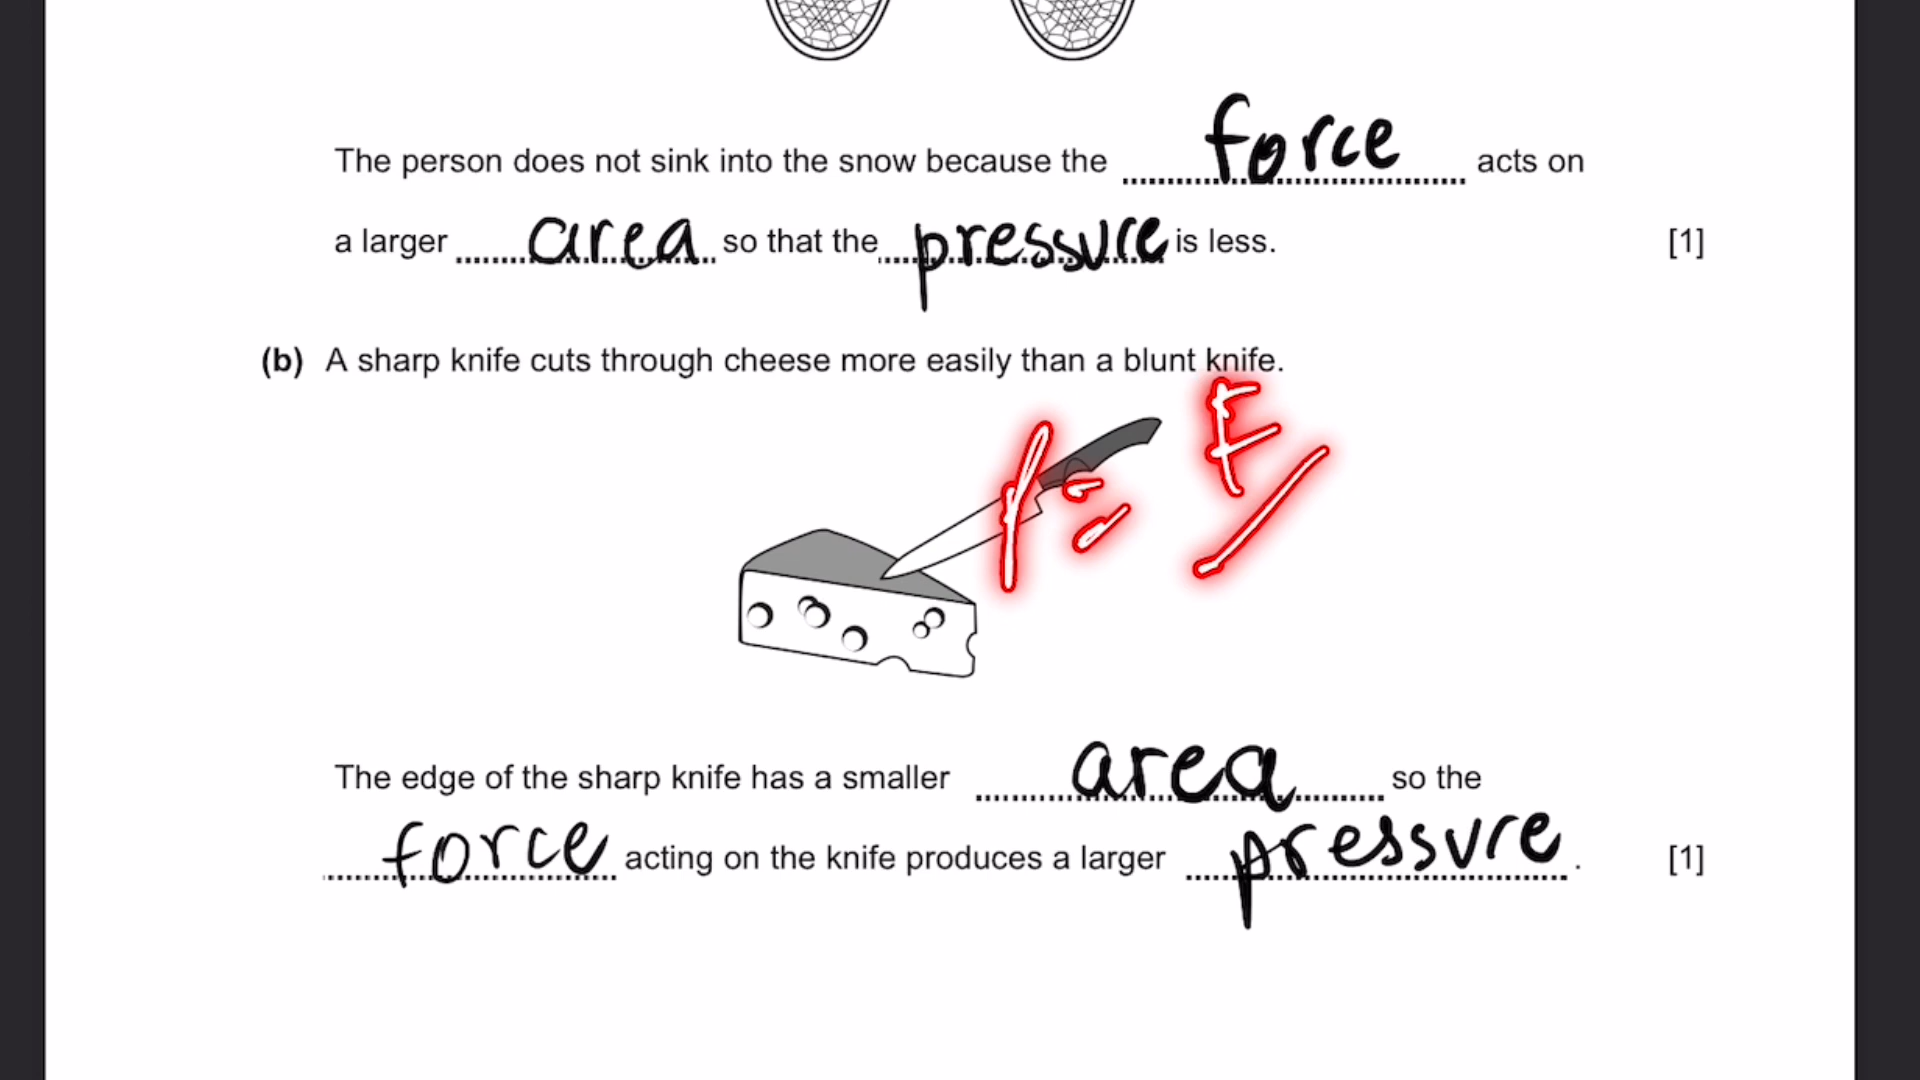 The person does not sink into the snow because the force acts on
a larger area so that the pressure is less. [1]
(b) A sharp knife cuts through cheese more easily than a blunt knife.
P = F/
The edge of the sharp knife has a smaller area so the
force acting on the knife produces a larger pressure. [1]